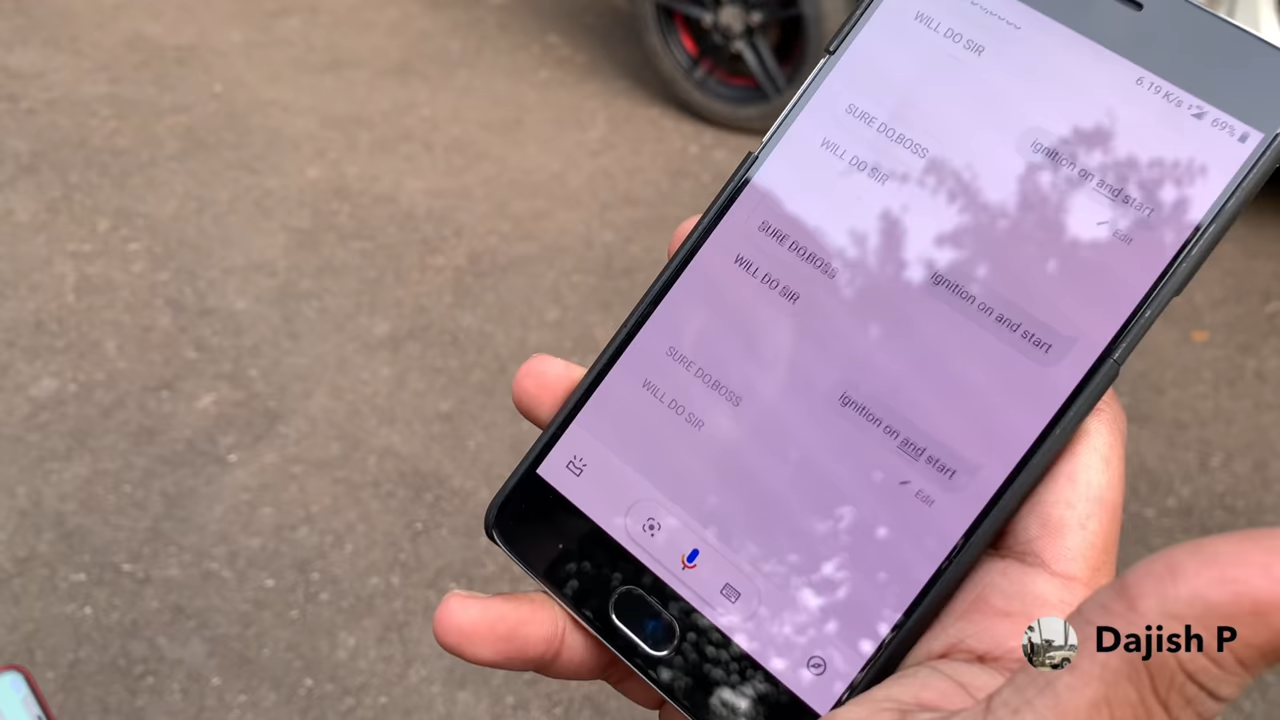 WILL DO SIR
6.19 K/s
69%
ignition on and start
Edit
SURE DO,BOSS
WILL DO SIR
ignition on and start
SURE DO,BOSS
WILL DO SIR
ignition on and start
Edit
SURE DO,BOSS
WILL DO SIR
Dajish P